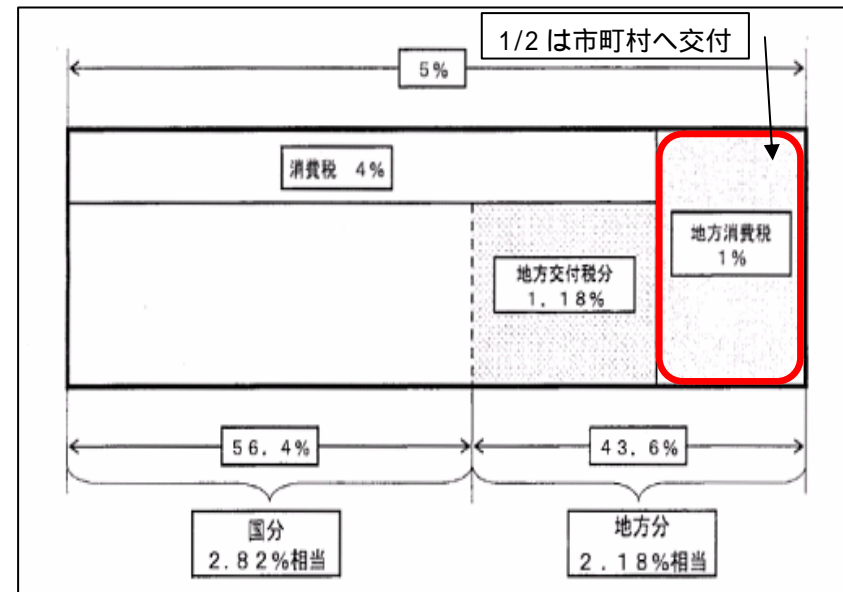 1/2 は市町村へ交付
5%
消費税 4%
地方消費税
1%
地方交付税分
1.18%
56.4%
43.6%
国分
2.82%相当
地方分
2.18%相当